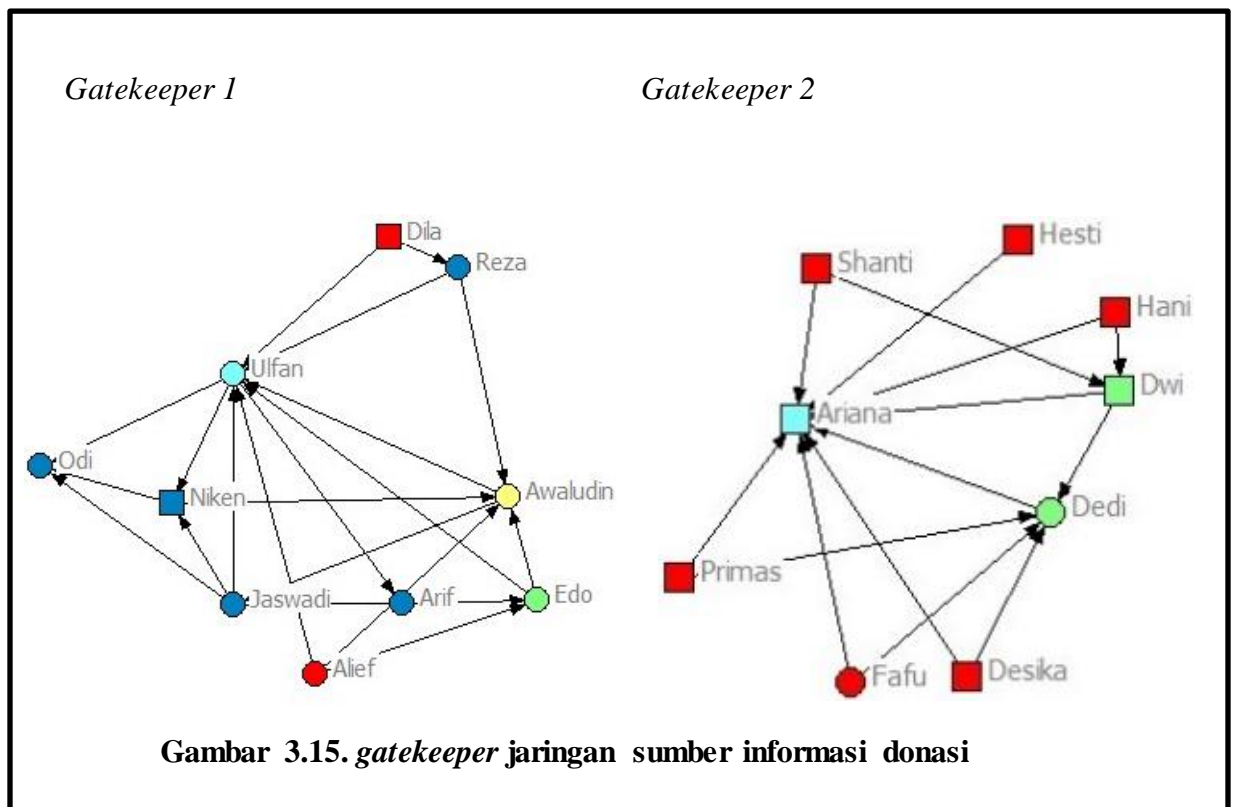 Gatekeeper 1
Gatekeeper 2
Dila
Reza
Ulfan
Odi
Niken
Awaludin
Jaswadi
Arif
Edo
Alief
Hesti
Shanti
Hani
Dwi
Ariana
Dedi
Primas
Fafu
Desika
Gambar 3.15. gatekeeper jaringan sumber informasi donasi